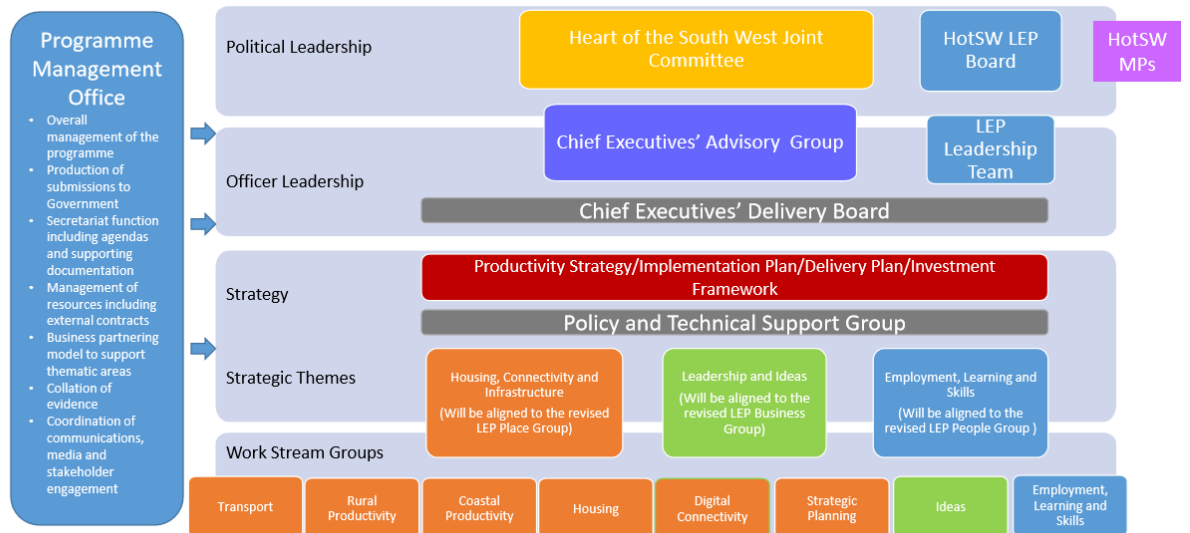 Programme
Management
Office
• Overall
management of the
programme
• Production of
submissions to
Government
• Secretariat function
including agendas
and supporting
documentation
• Management of
resources including
external contracts
• Business partnering
model to support
thematic areas
• Collation of
evidence
• Coordination of
communications,
media and
stakeholder
engagement
Political Leadership
Heart of the South West Joint
Committee
HotSW LEP
Board
HotSW
MPs
Officer Leadership
Chief Executives’ Advisory  Group
LEP
Leadership
Team
Chief Executives’ Delivery Board
Strategy
Productivity Strategy/Implementation Plan/Delivery Plan/Investment
Framework
Policy and Technical Support Group
Strategic Themes
Housing, Connectivity and
Infrastructure
(Will be aligned to the revised
LEP Place Group)
Leadership and Ideas
(Will be aligned to the
revised LEP Business
Group)
Employment, Learning and
Skills
(Will be aligned to the
revised LEP People Group )
Work Stream Groups
Transport
Rural
Productivity
Coastal
Productivity
Housing
Digital
Connectivity
Strategic
Planning
Ideas
Employment,
Learning and
Skills